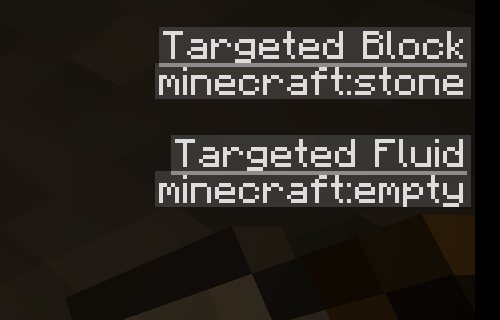 Targeted Block
minecraft:stone
Targeted Fluid
minecraft:empty